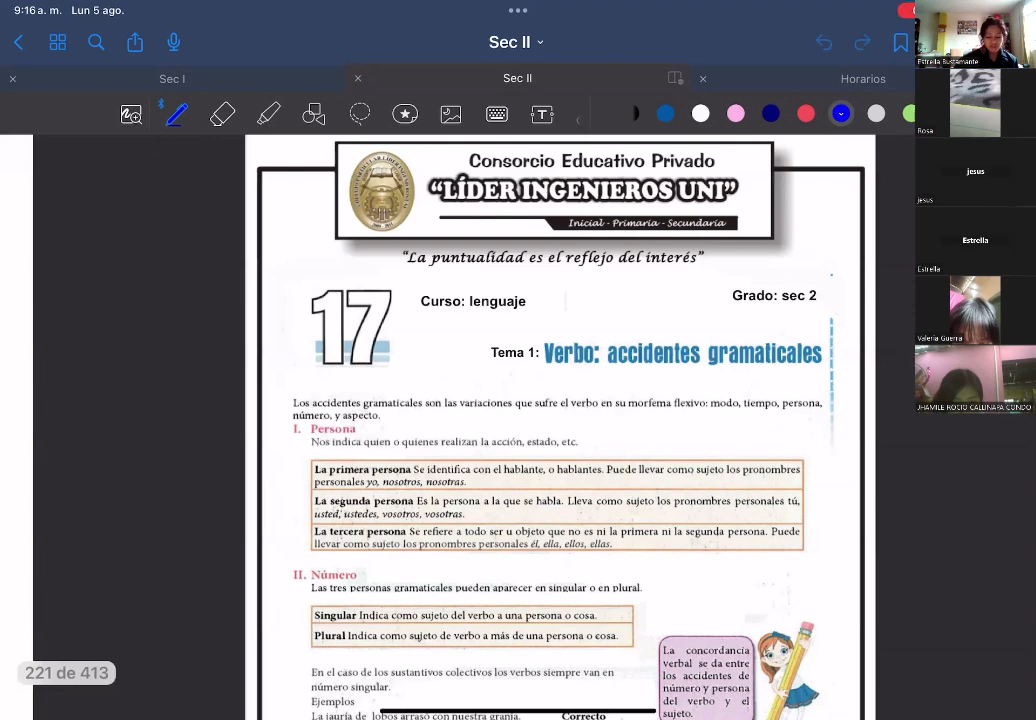 9:16 a. m. Lun 5 ago.
Sec II
Sec I
Sec II
Horarios
Estrella Bustamante
Rosa
jesus
jesus
Estrella
Estrella
Valeria Guerra
JHAMILE ROCIO CALLINAPA CONDO
Consorcio Educativo Privado
"LÍDER INGENIEROS UNI"
Inicial - Primaria - Secundaria
"La puntualidad es el reflejo del interés"
17
Curso: lenguaje
Grado: sec 2
Tema 1: Verbo: accidentes gramaticales
Los accidentes gramaticales son las variaciones que sufre el verbo en su morfema flexivo: modo, tiempo, persona,
número, y aspecto.
I. Persona
Nos indica quien o quienes realizan la acción, estado, etc.
La primera persona Se identifica con el hablante, o hablantes. Puede llevar como sujeto los pronombres
personales yo, nosotros, nosotras.
La segunda persona Es la persona a la que se habla. Lleva como sujeto los pronombres personales tú,
usted, ustedes, vosotros, vosotras.
La tercera persona Se refiere a todo ser u objeto que no es ni la primera ni la segunda persona. Puede
llevar como sujeto los pronombres personales él, ella, ellos, ellas.
II. Número
Las tres personas gramaticales pueden aparecer en singular o en plural.
Singular Indica como sujeto del verbo a una persona o cosa.
Plural Indica como sujeto de verbo a más de una persona o cosa.
En el caso de los sustantivos colectivos los verbos siempre van en
número singular.
Ejemplos
La jauría de lobos arrasó con nuestra granja. Correcto
La concordancia
verbal se da entre
los accidentes de
número y persona
del verbo y el
sujeto.
221 de 413